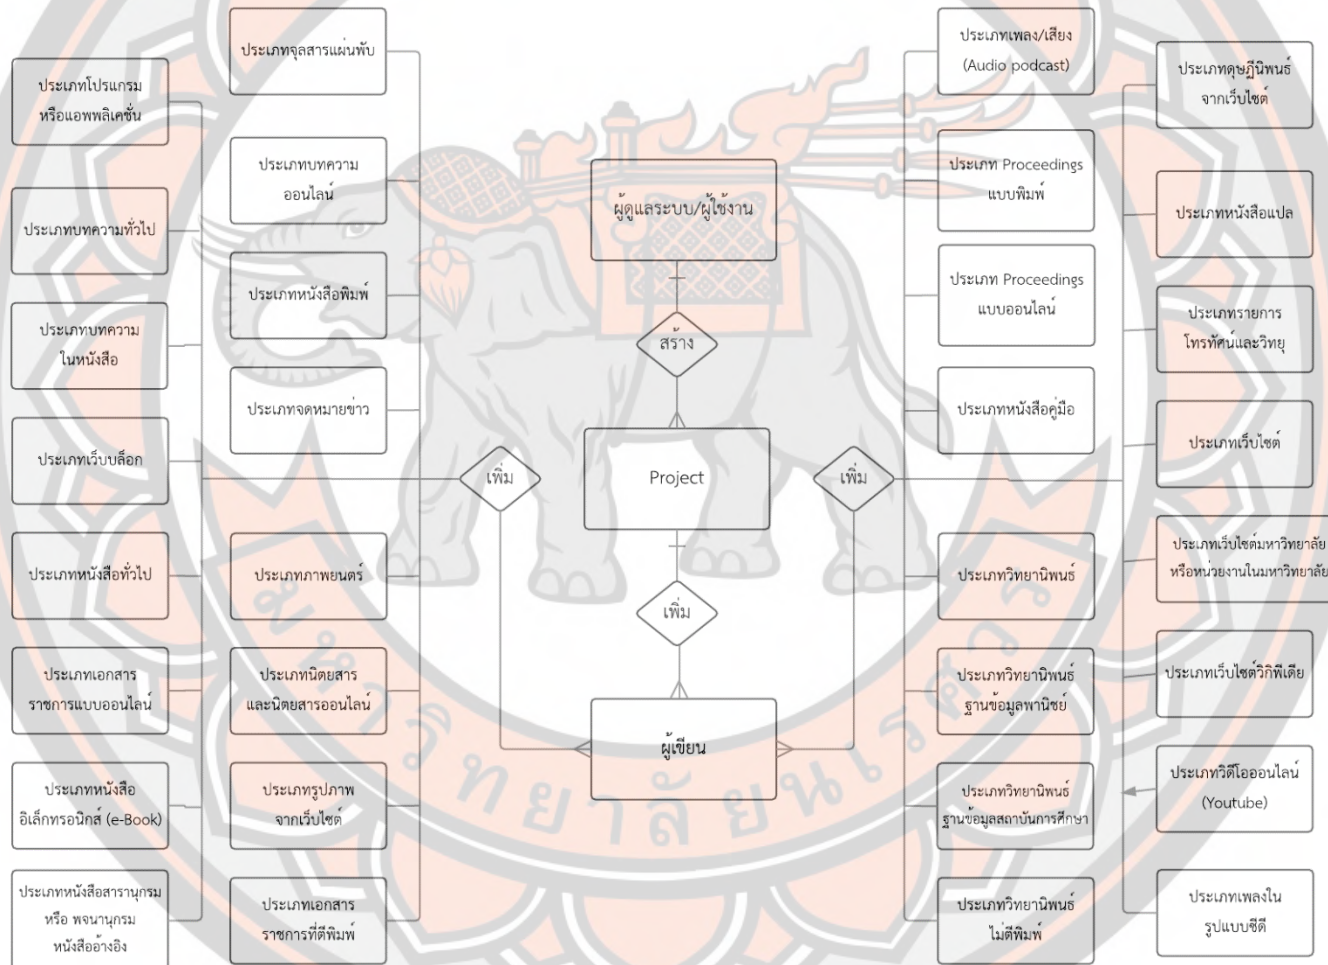 ประเภทโปรแกรม
หรือแอพพลิเคชั่น
ประเภทบทความทั่วไป
ประเภทบทความ
ในหนังสือ
ประเภทเว็บบล็อก
ประเภทหนังสือทั่วไป
ประเภทเอกสาร
ราชการแบบออนไลน์
ประเภทหนังสือ
อิเล็กทรอนิกส์ (e-Book)
ประเภทหนังสือสารานุกรม
หรือ พจนานุกรม
หนังสืออ้างอิง
ประเภทจุลสารแผ่นพับ
ประเภทบทความ
ออนไลน์
ประเภทหนังสือพิมพ์
ประเภทจดหมายข่าว
ประเภทภาพยนตร์
ประเภทนิตยสาร
และนิตยสารออนไลน์
ประเภทรูปภาพ
จากเว็บไซต์
ประเภทเอกสาร
ราชการที่ตีพิมพ์
ผู้ดูแลระบบ/ผู้ใช้งาน
สร้าง
Project
เพิ่ม
เพิ่ม
เพิ่ม
ผู้เขียน
ประเภทเพลง/เสียง
(Audio podcast)
ประเภท Proceedings
แบบพิมพ์
ประเภท Proceedings
แบบออนไลน์
ประเภทหนังสือคู่มือ
ประเภทวิทยานิพนธ์
ประเภทวิทยานิพนธ์
ฐานข้อมูลพานิชย์
ประเภทวิทยานิพนธ์
ฐานข้อมูลสถาบันการศึกษา
ประเภทวิทยานิพนธ์
ไม่ตีพิมพ์
ประเภทดุษฎีนิพนธ์
จากเว็บไซต์
ประเภทหนังสือแปล
ประเภทรายการ
โทรทัศน์และวิทยุ
ประเภทเว็บไซต์
ประเภทเว็บไซต์มหาวิทยาลัย
หรือหน่วยงานในมหาวิทยาลัย
ประเภทเว็บไซต์วิกิพีเดีย
ประเภทวิดีโอออนไลน์
(Youtube)
ประเภทเพลงใน
รูปแบบซีดี
มหาวิทยาลัยนเรศวร